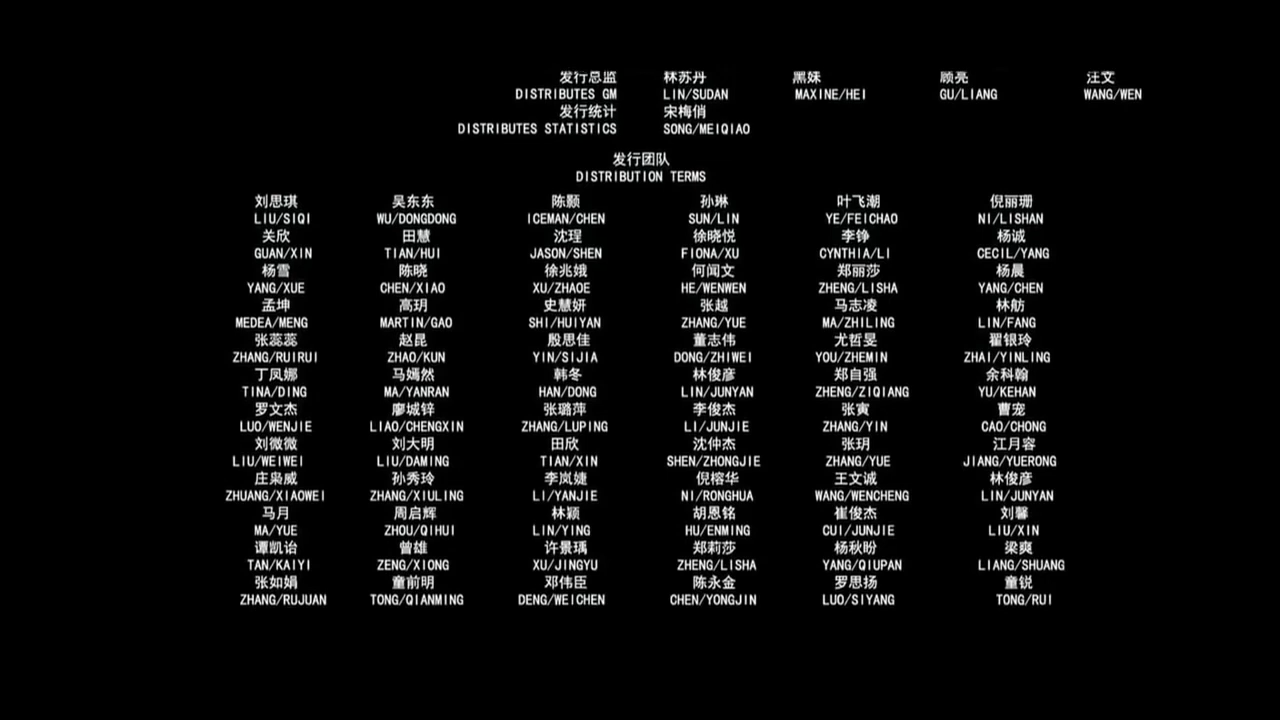 发行总监 林苏丹 黑妹 顾亮 汪文
DISTRIBUTES GM LIN/SUDAN MAXINE/HEI GU/LIANG WANG/WEN
发行统计 宋梅俏
DISTRIBUTES STATISTICS SONG/MEIQIAO
发行团队
DISTRIBUTION TERMS
刘思琪 吴东东 陈颢 孙琳 叶飞潮 倪丽珊
LIU/SIQI WU/DONGDONG ICEMAN/CHEN SUN/LIN YE/FEICHAO NI/LISHAN
关欣 田慧 沈珵 徐晓悦 李铮 杨诚
GUAN/XIN TIAN/HUI JASON/SHEN FIONA/XU CYNTHIA/LI CECIL/YANG
杨雪 陈晓 徐兆娥 何闻文 郑丽莎 杨晨
YANG/XUE CHEN/XIAO XU/ZHAOE HE/WENWEN ZHENG/LISHA YANG/CHEN
孟坤 高玥 史慧妍 张越 马志凌 林舫
MEDEA/MENG MARTIN/GAO SHI/HUIYAN ZHANG/YUE MA/ZHILING LIN/FANG
张蕊蕊 赵昆 殷思佳 董志伟 尤哲旻 翟银玲
ZHANG/RUIRUI ZHAO/KUN YIN/SIJIA DONG/ZHIWEI YOU/ZHEMIN ZHAI/YINLING
丁凤娜 马嫣然 韩冬 林俊彦 郑自强 余科翰
TINA/DING MA/YANRAN HAN/DONG LIN/JUNYAN ZHENG/ZIQIANG YU/KEHAN
罗文杰 廖城锌 张璐萍 李俊杰 张寅 曹宠
LUO/WENJIE LIAO/CHENGXIN ZHANG/LUPING LI/JUNJIE ZHANG/YIN CAO/CHONG
刘微微 刘大明 田欣 沈仲杰 张玥 江月容
LIU/WEIWEI LIU/DAMING TIAN/XIN SHEN/ZHONGJIE ZHANG/YUE JIANG/YUERONG
庄枭威 孙秀玲 李岚婕 倪榕华 王文诚 林俊彦
ZHUANG/XIAOWEI ZHANG/XIULING LI/YANJIE NI/RONGHUA WANG/WENCHENG LIN/JUNYAN
马月 周启辉 林颖 胡恩铭 崔俊杰 刘馨
MA/YUE ZHOU/QIHUI LIN/YING HU/ENMING CUI/JUNJIE LIU/XIN
谭凯诒 曾雄 许景瑀 郑莉莎 杨秋盼 梁爽
TAN/KAIYI ZENG/XIONG XU/JINGYU ZHENG/LISHA YANG/QIUPAN LIANG/SHUANG
张如娟 童前明 邓伟臣 陈永金 罗思扬 童锐
ZHANG/RUJUAN TONG/QIANMING DENG/WEICHEN CHEN/YONGJIN LUO/SIYANG TONG/RUI